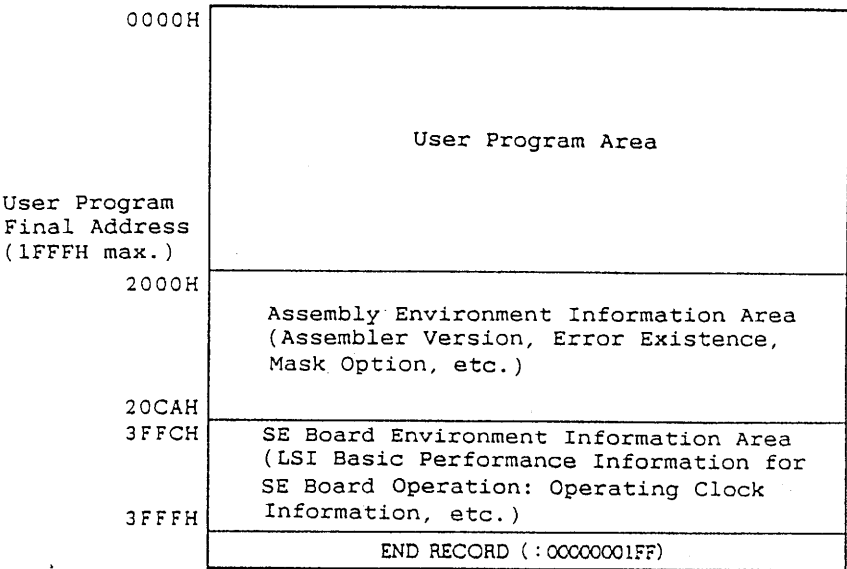 0000H
User Program Area
User Program
Final Address
(1FFFH max.)
2000H
Assembly Environment Information Area
(Assembler Version, Error Existence,
Mask Option, etc.)
20CAH
3FFCH
SE Board Environment Information Area
(LSI Basic Performance Information for
SE Board Operation: Operating Clock
Information, etc.)
3FFFH
END RECORD (:00000001FF)